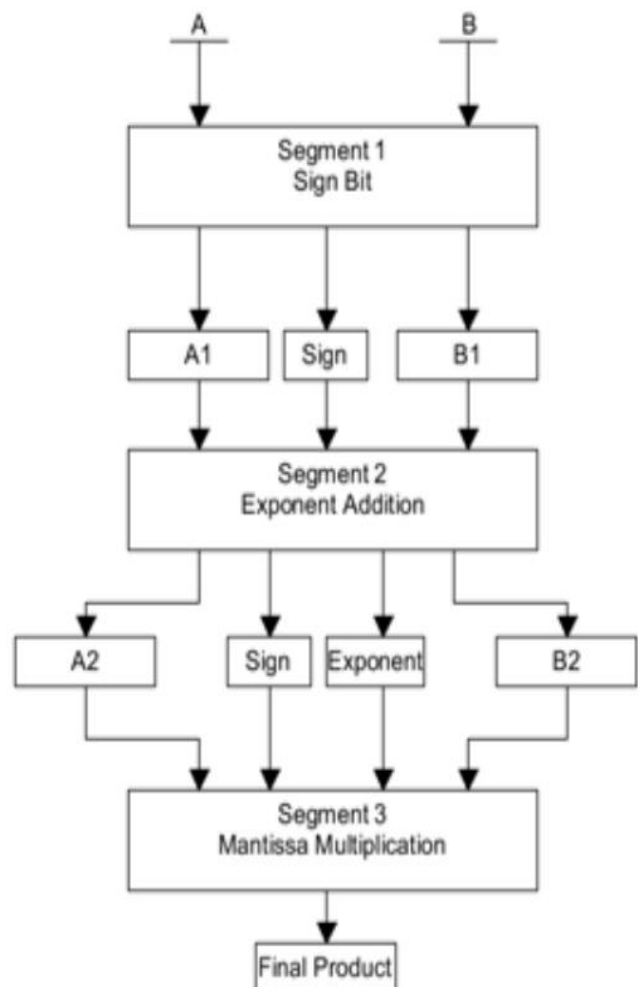 A
B
Segment 1
Sign Bit
A1
Sign
B1
Segment 2
Exponent Addition
A2
Sign
Exponent
B2
Segment 3
Mantissa Multiplication
Final Product